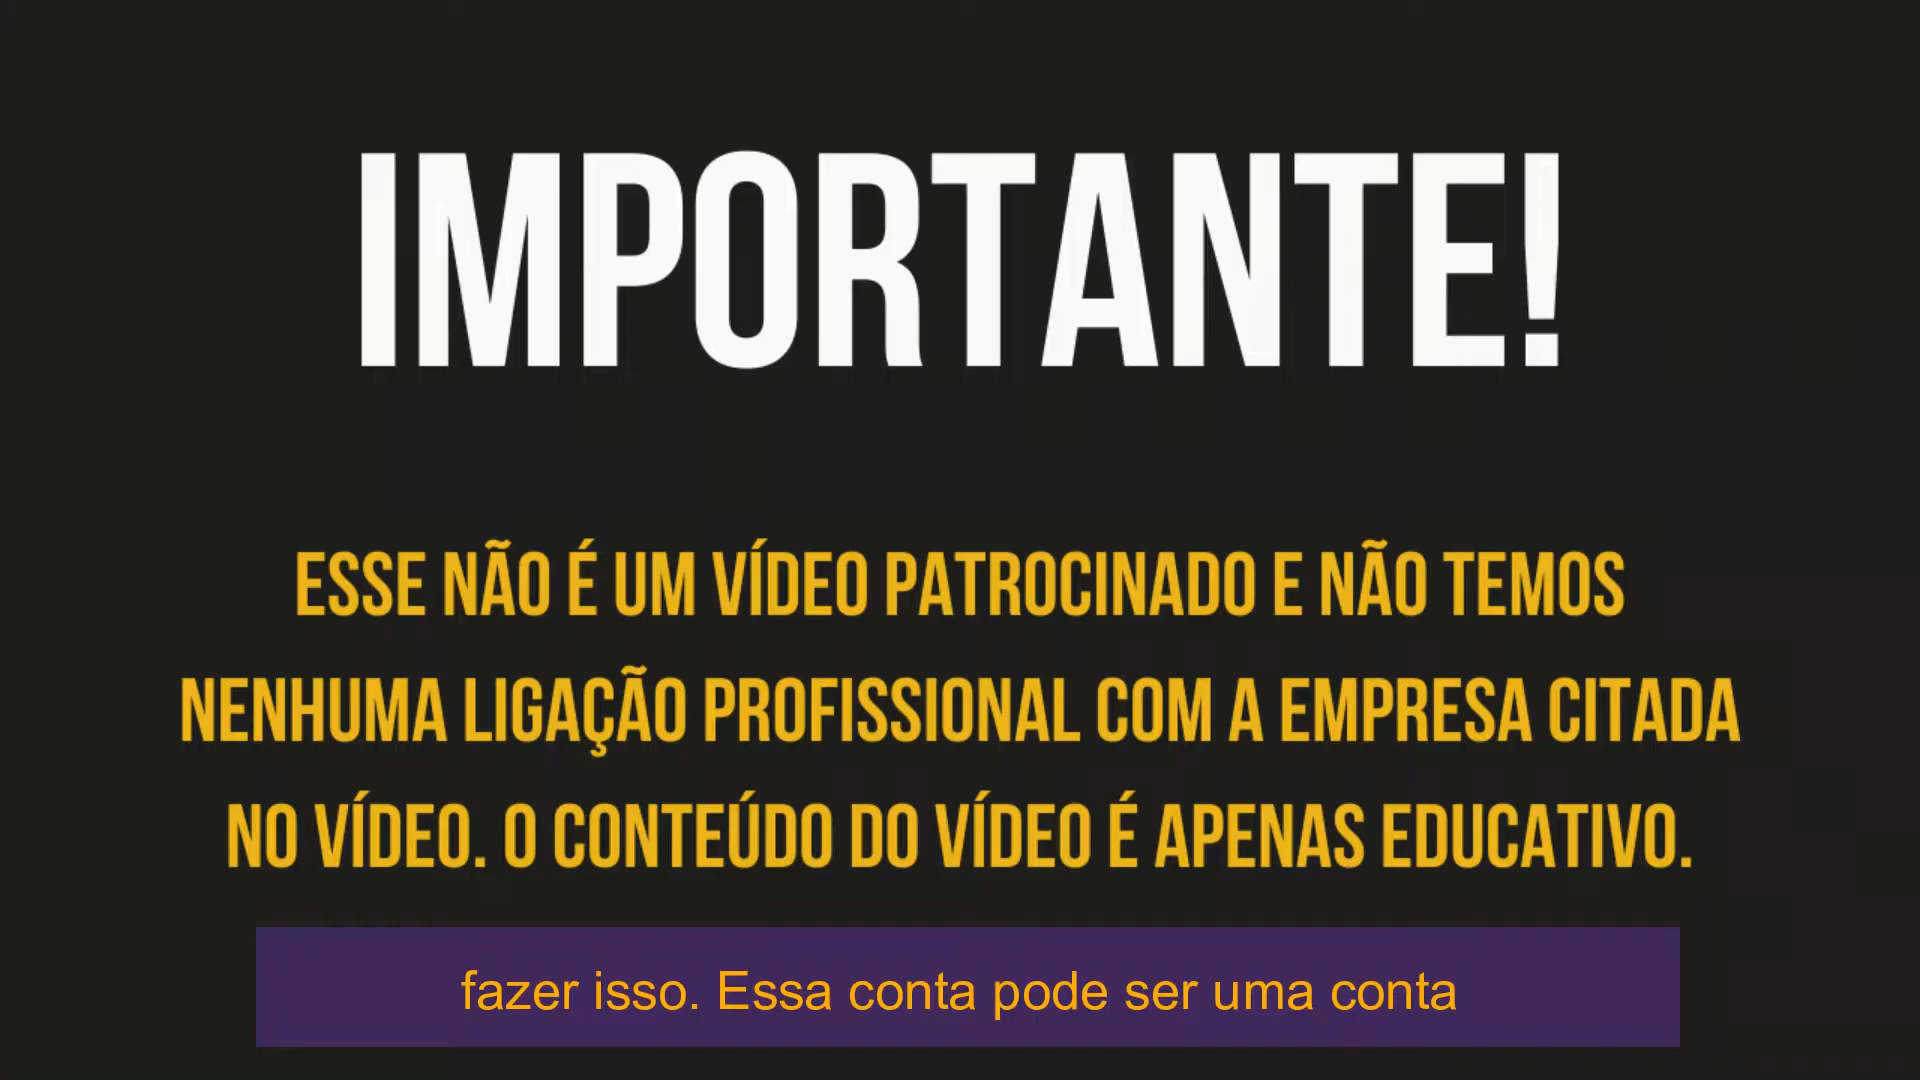 IMPORTANTE!
ESSE NÃO É UM VÍDEO PATROCINADO E NÃO TEMOS
NENHUMA LIGAÇÃO PROFISSIONAL COM A EMPRESA CITADA
NO VÍDEO. O CONTEÚDO DO VÍDEO É APENAS EDUCATIVO.
fazer isso. Essa conta pode ser uma conta